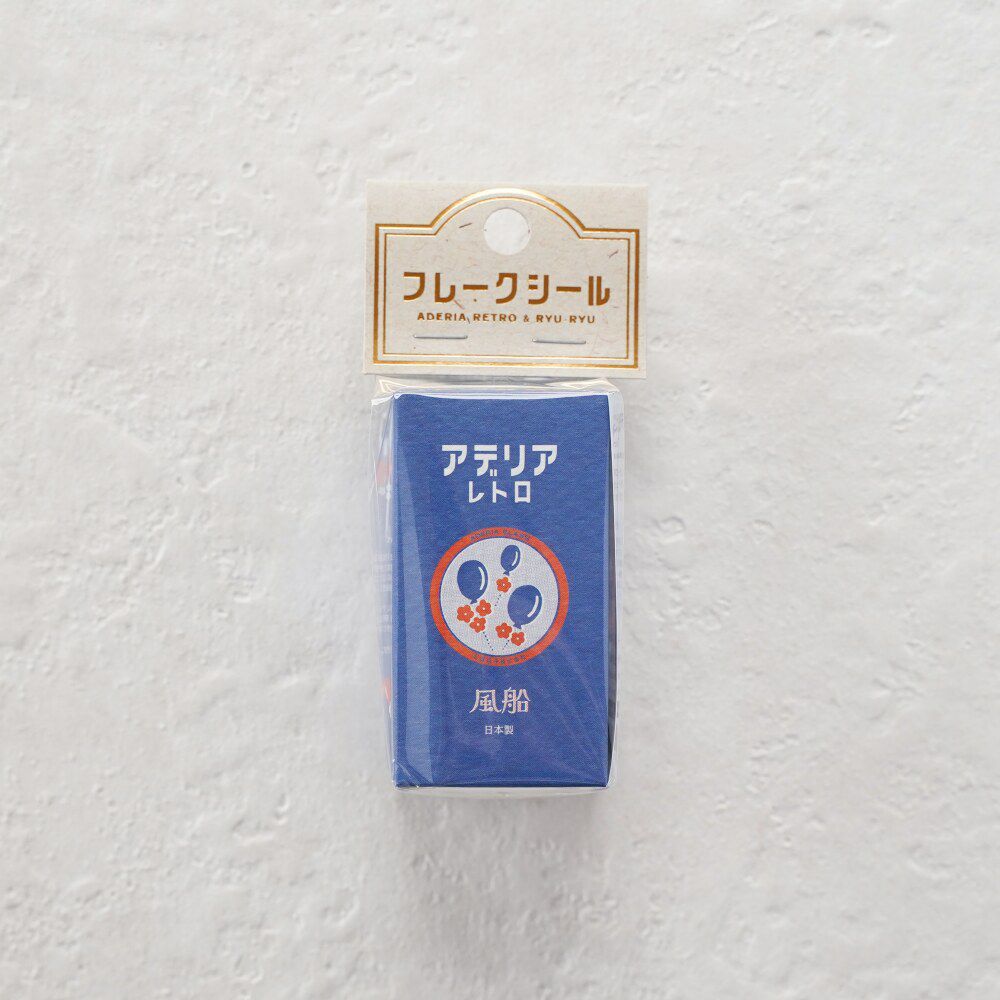 フレークシール
ADERIA RETRO & RYU-RYU
アデリア
レトロ
風船
日本製